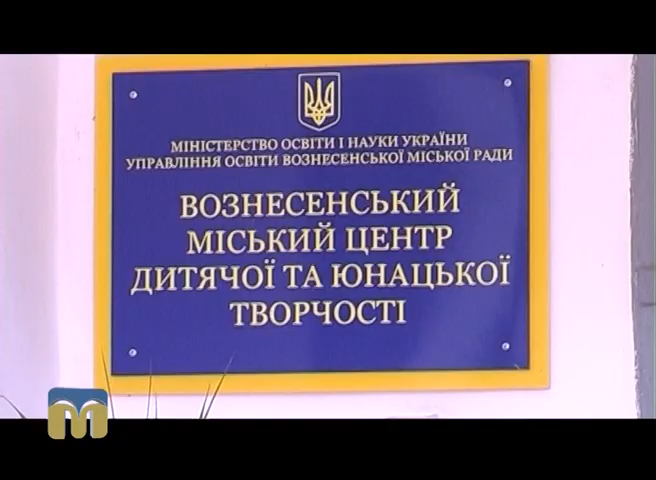 МІНІСТЕРСТВО ОСВІТИ І НАУКИ УКРАЇНИ
УПРАВЛІННЯ ОСВІТИ ВОЗНЕСЕНСЬКОЇ МІСЬКОЇ РАДИ
ВОЗНЕСЕНСЬКИЙ
МІСЬКИЙ ЦЕНТР
ДИТЯЧОЇ ТА ЮНАЦЬКОЇ
ТВОРЧОСТІ